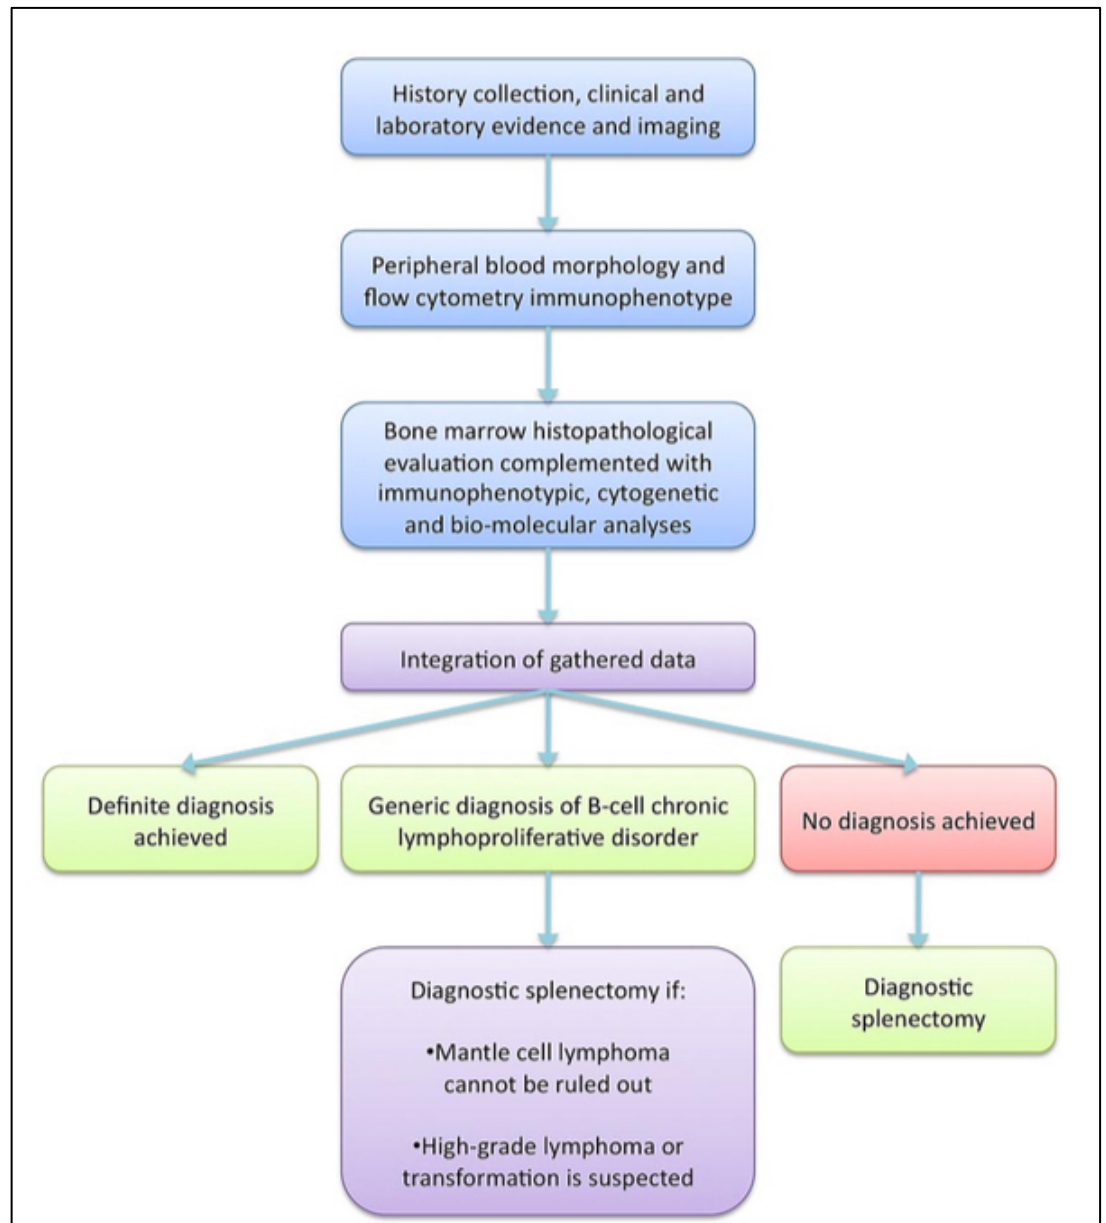 History collection, clinical and
laboratory evidence and imaging
Peripheral blood morphology and
flow cytometry immunophenotype
Bone marrow histopathological
evaluation complemented with
immunophenotypic, cytogenetic
and bio-molecular analyses
Integration of gathered data
Definite diagnosis
achieved
Generic diagnosis of B-cell chronic
lymphoproliferative disorder
No diagnosis achieved
Diagnostic splenectomy if:
•Mantle cell lymphoma
cannot be ruled out
•High-grade lymphoma or
transformation is suspected
Diagnostic
splenectomy